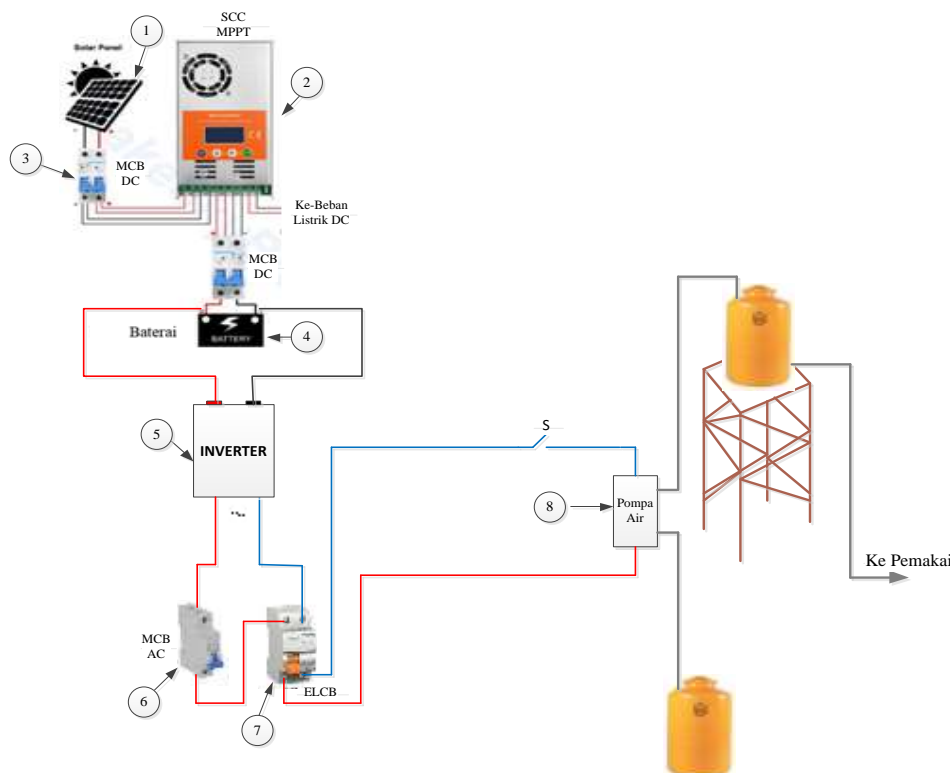 SCC
MPPT
1
Solar Panel
2
3
MCB
DC
Ke-Beban
Listrik DC
MCB
DC
Baterai
BATTERY
4
5
INVERTER
S
8
Pompa
Air
Ke Pemakai
MCB
AC
6
7
ELCB